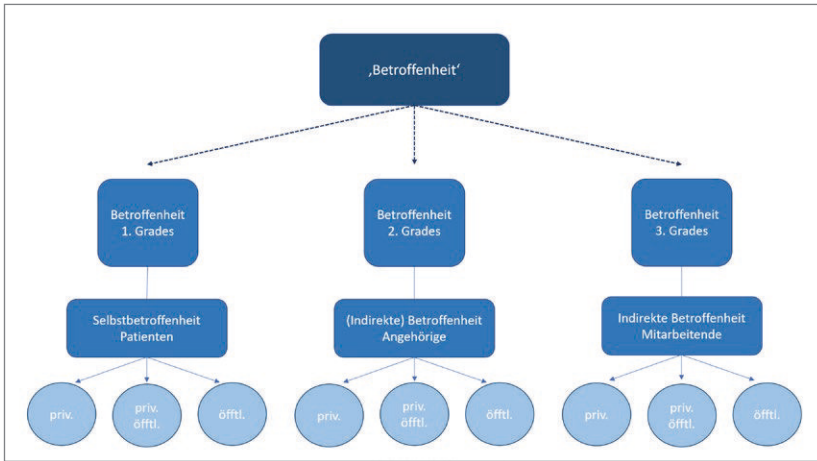 ‚Betroffenheit‘
Betroffenheit
1. Grades
Betroffenheit
2. Grades
Betroffenheit
3. Grades
Selbstbetroffenheit
Patienten
(Indirekte) Betroffenheit
Angehörige
Indirekte Betroffenheit
Mitarbeitende
priv.
priv.
öfftl.
öfftl.
priv.
priv.
öfftl.
öfftl.
priv.
priv.
öfftl.
öfftl.